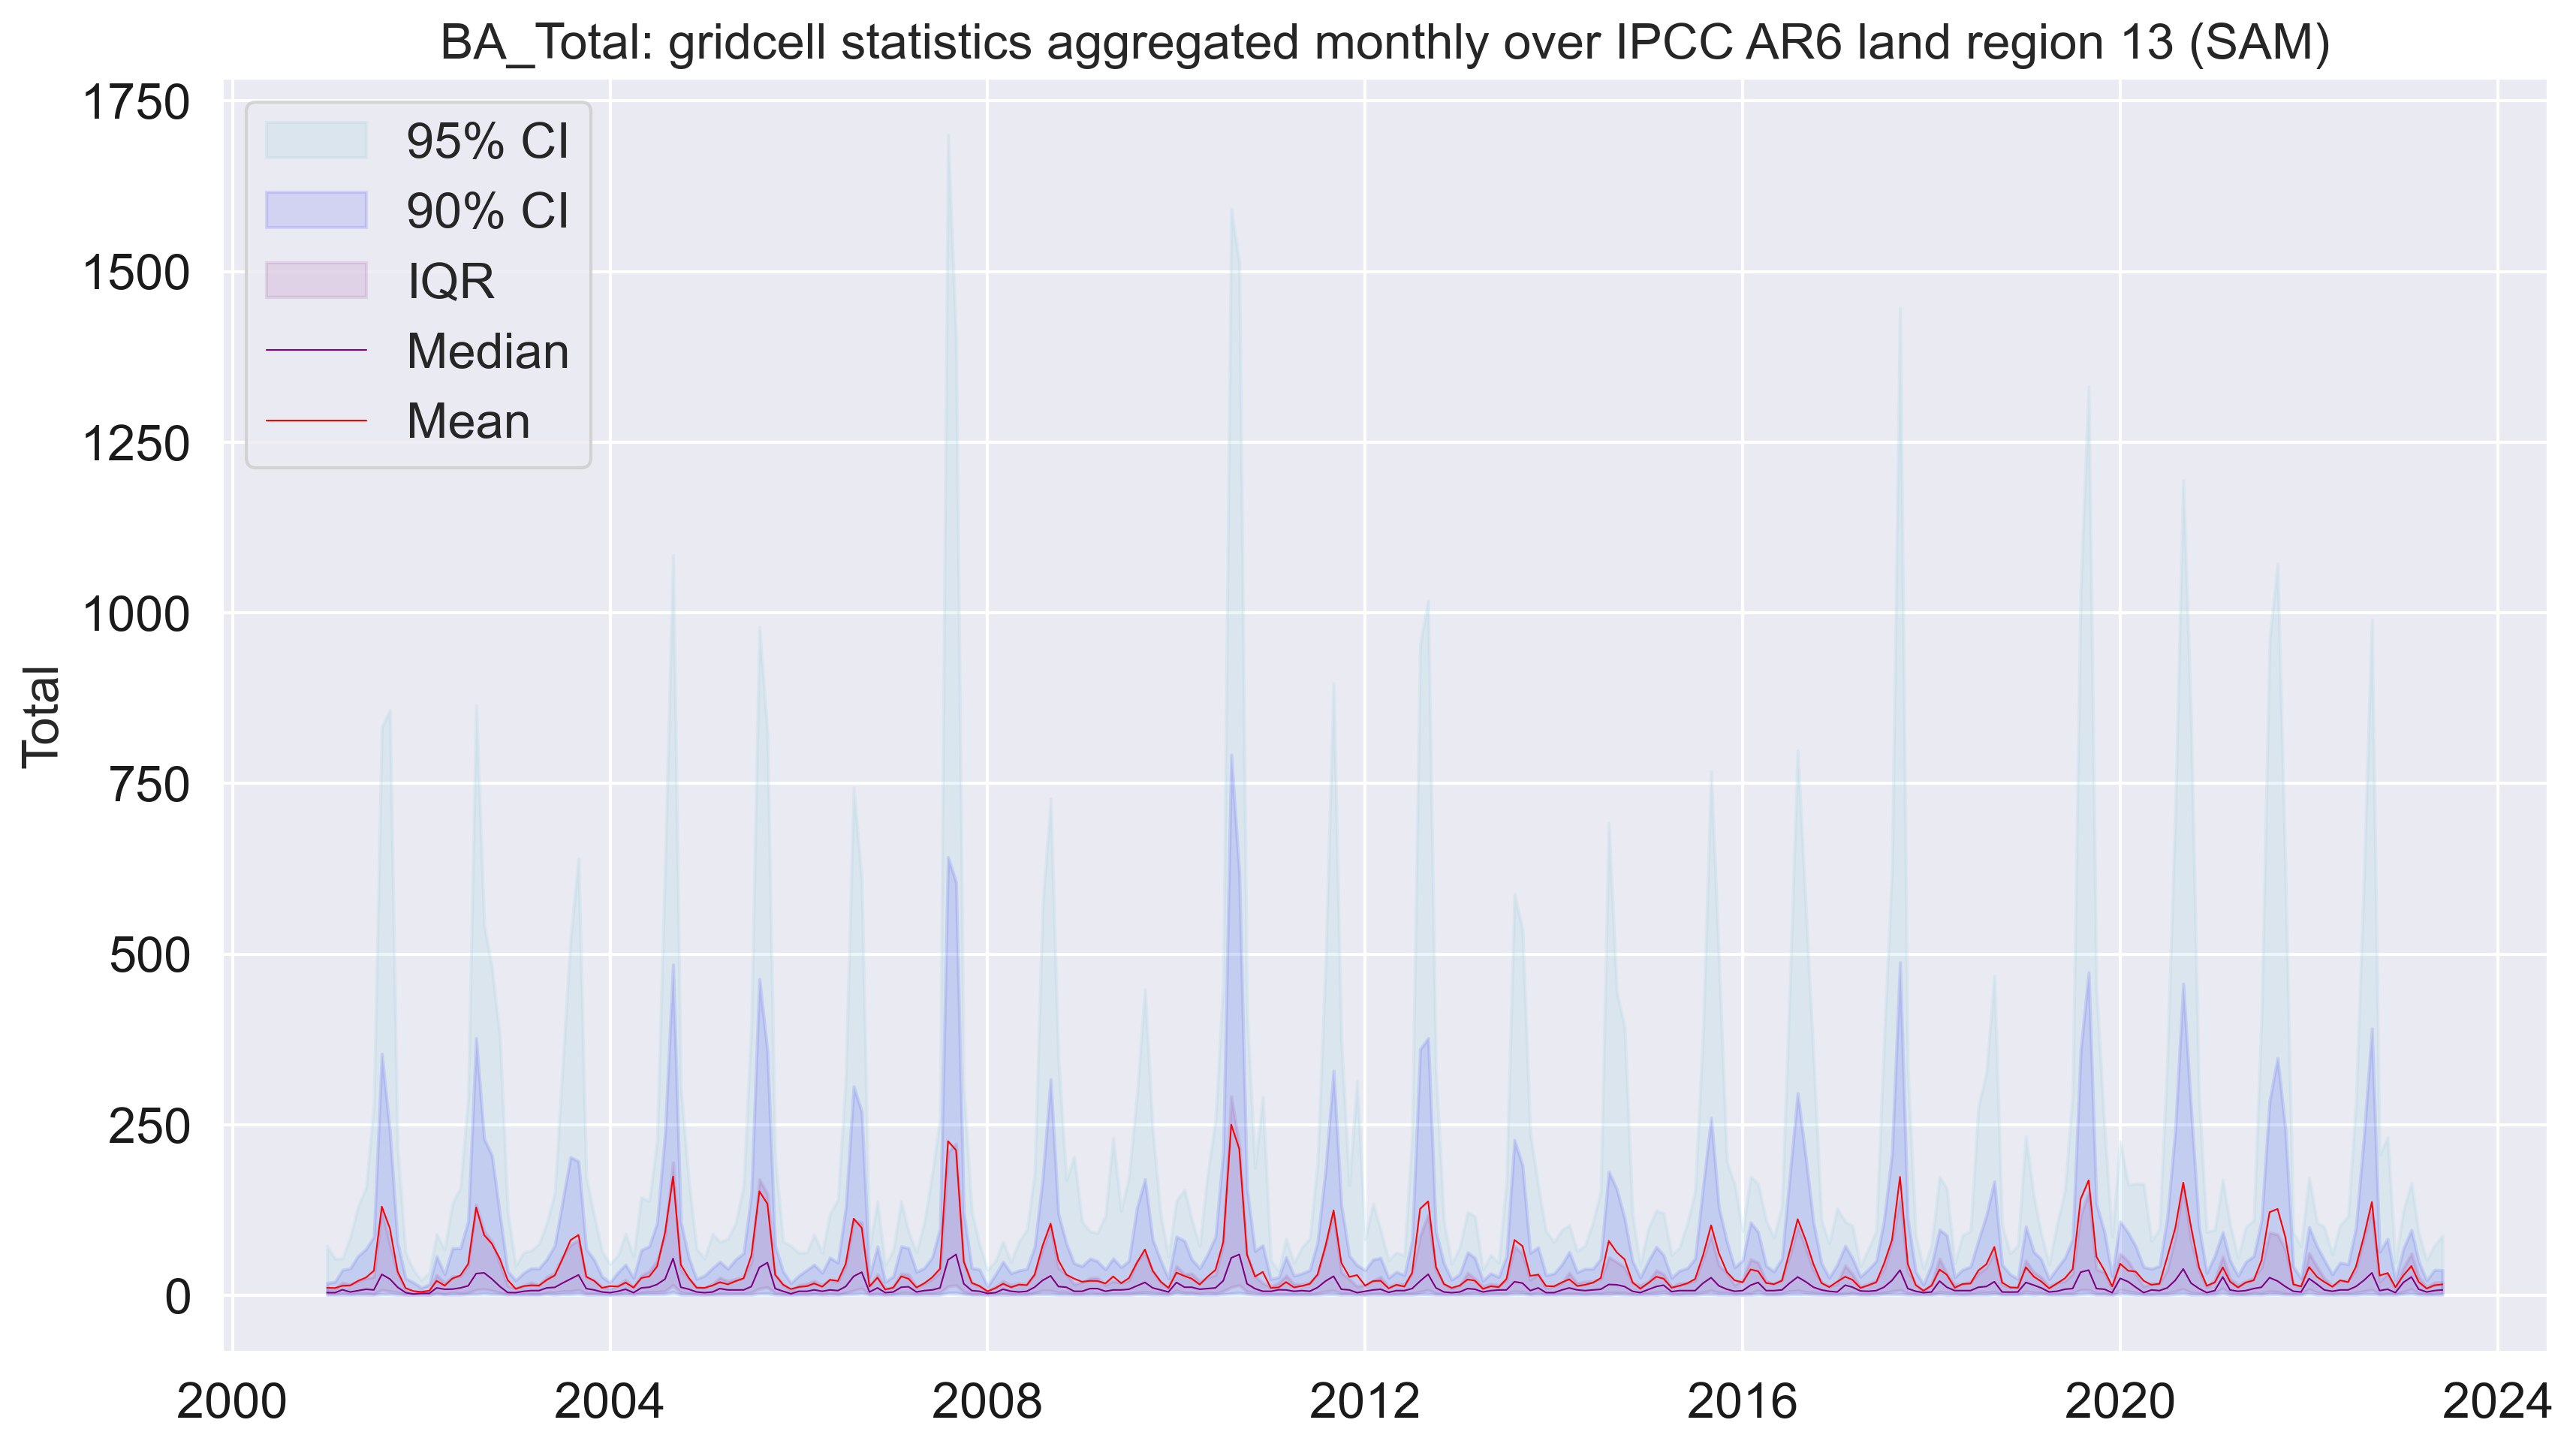 BA_Total: gridcell statistics aggregated monthly over IPCC AR6 land region 13 (SAM)
1750
1500
1250
1000
750
500
250
0
Total
95% CI
90% CI
IQR
Median
Mean
2000 2004 2008 2012 2016 2020 2024